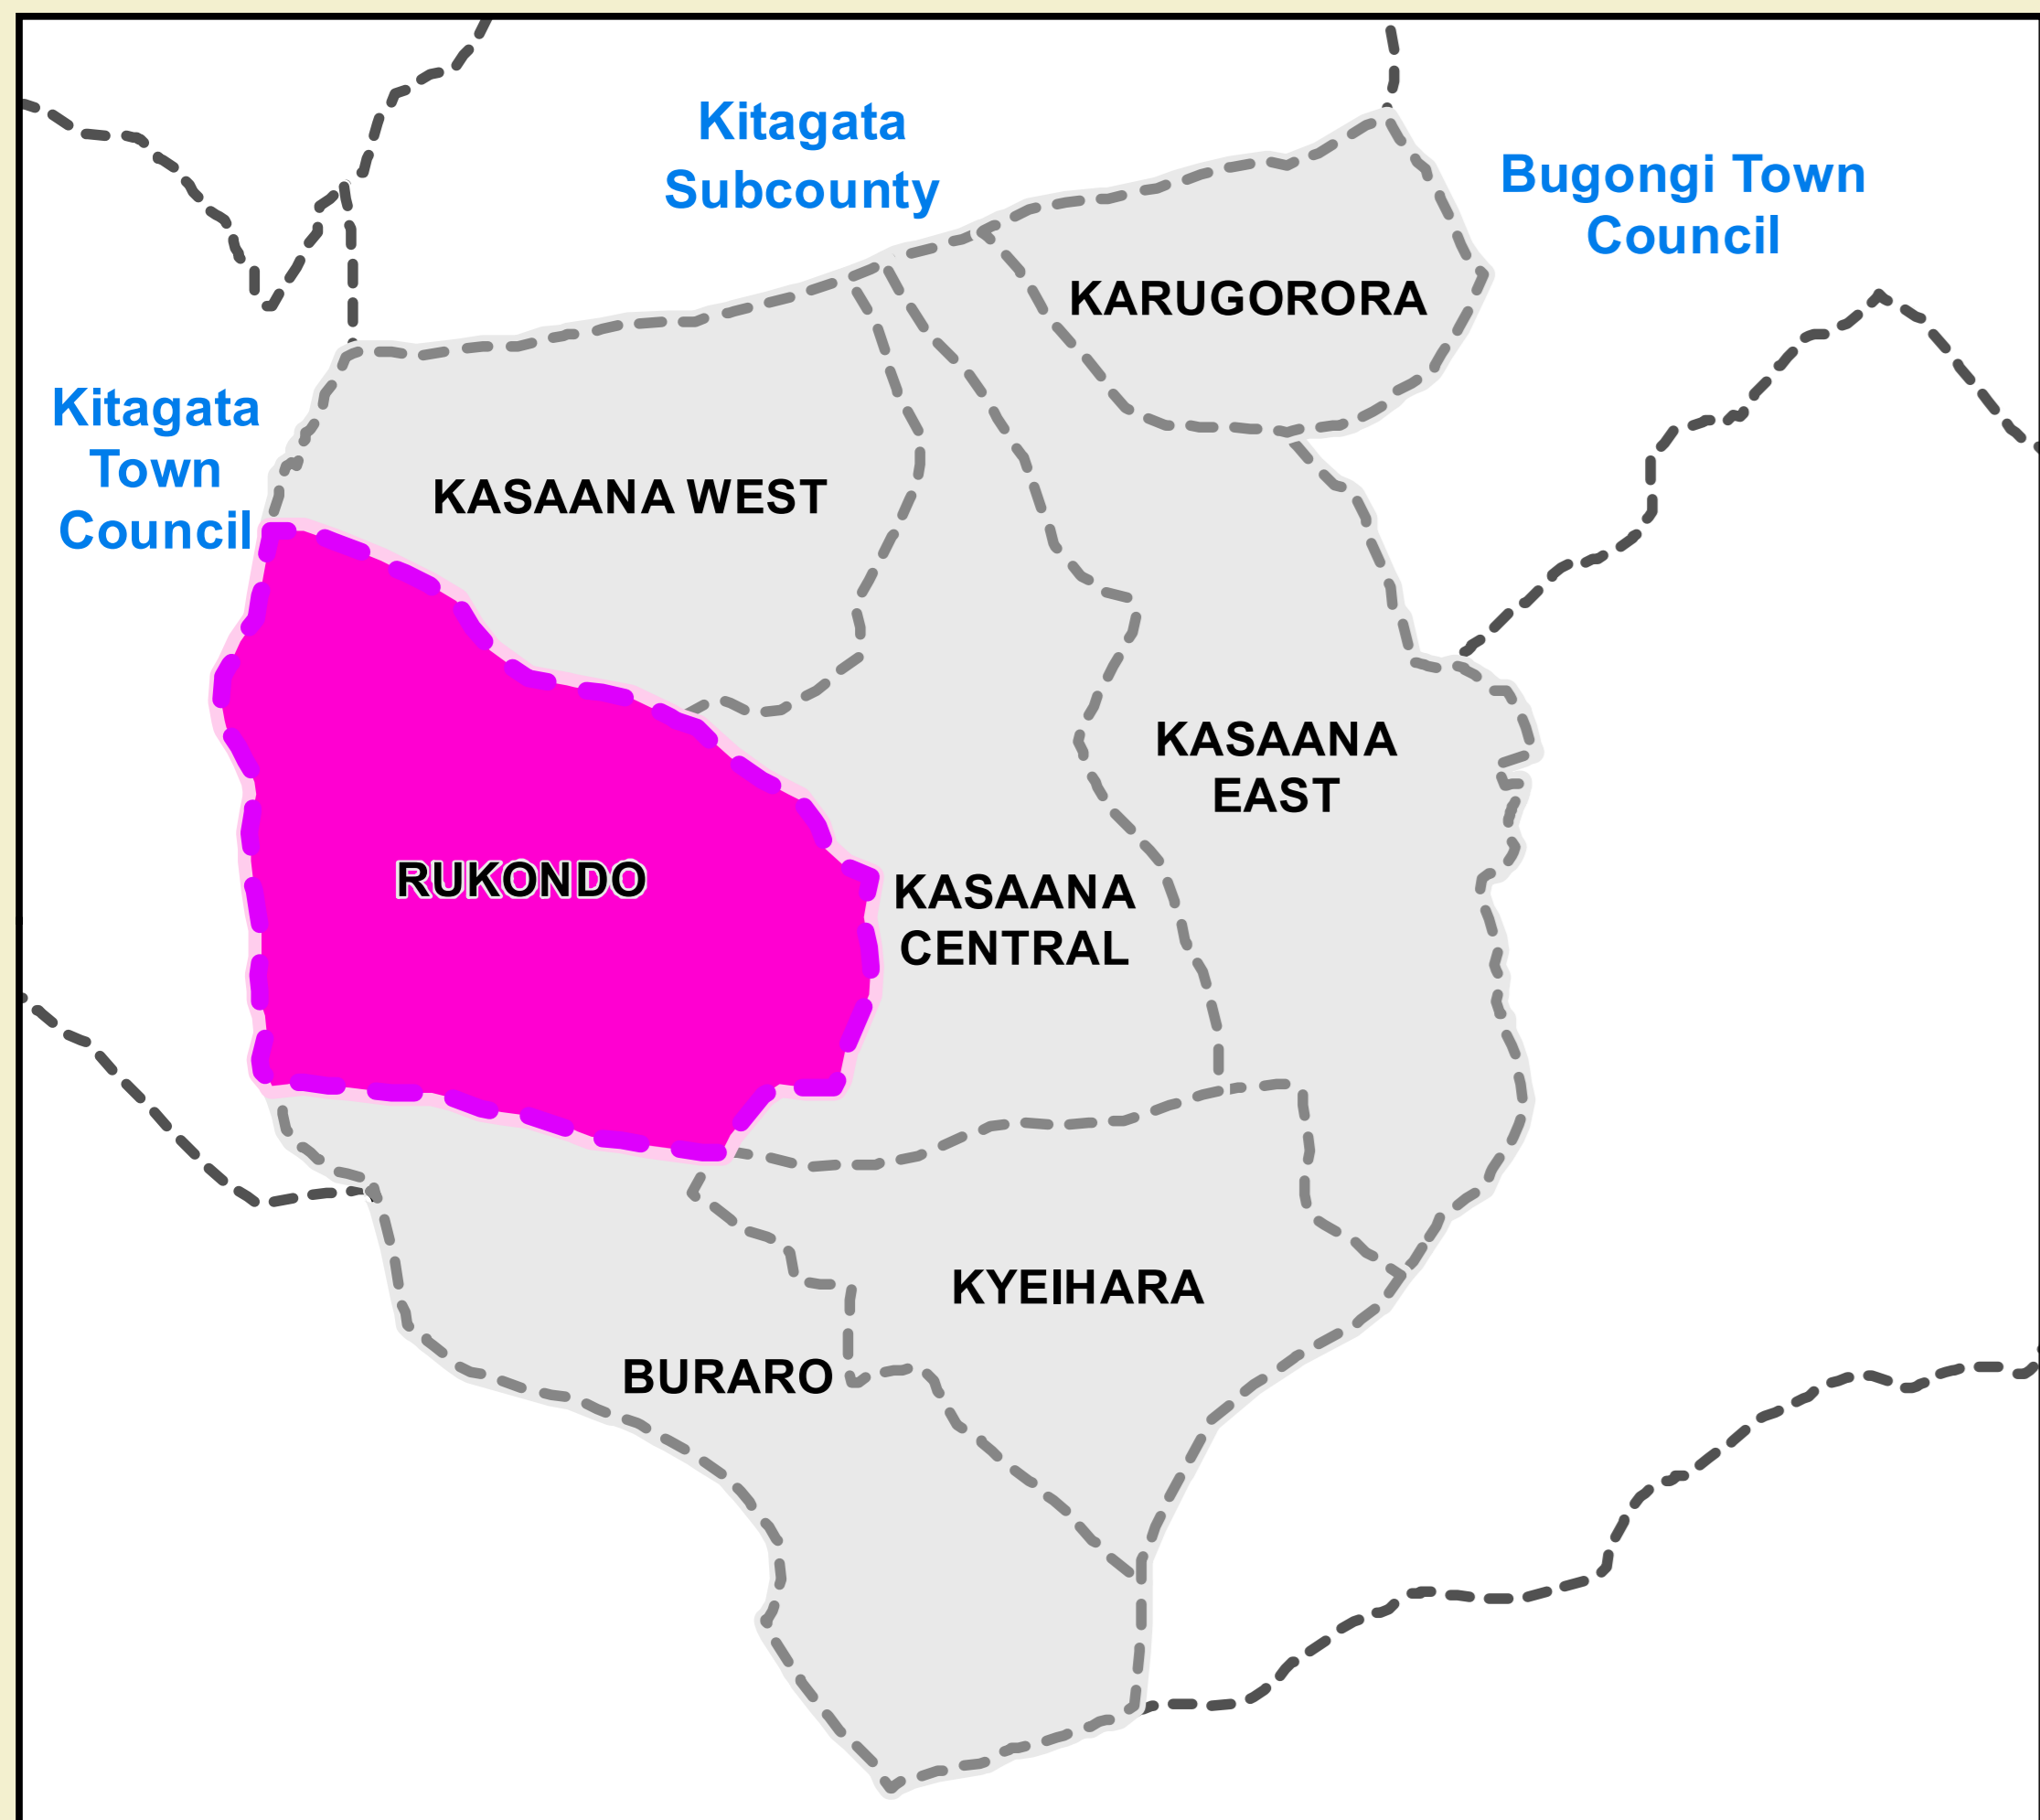 Kitagata
Subcounty
Bugongi Town
Council
KARUGORORA
Kitagata
Town
Council
KASAANA WEST
KASAANA
EAST
RUKONDO
KASAANA
CENTRAL
KYEIHARA
BURARO